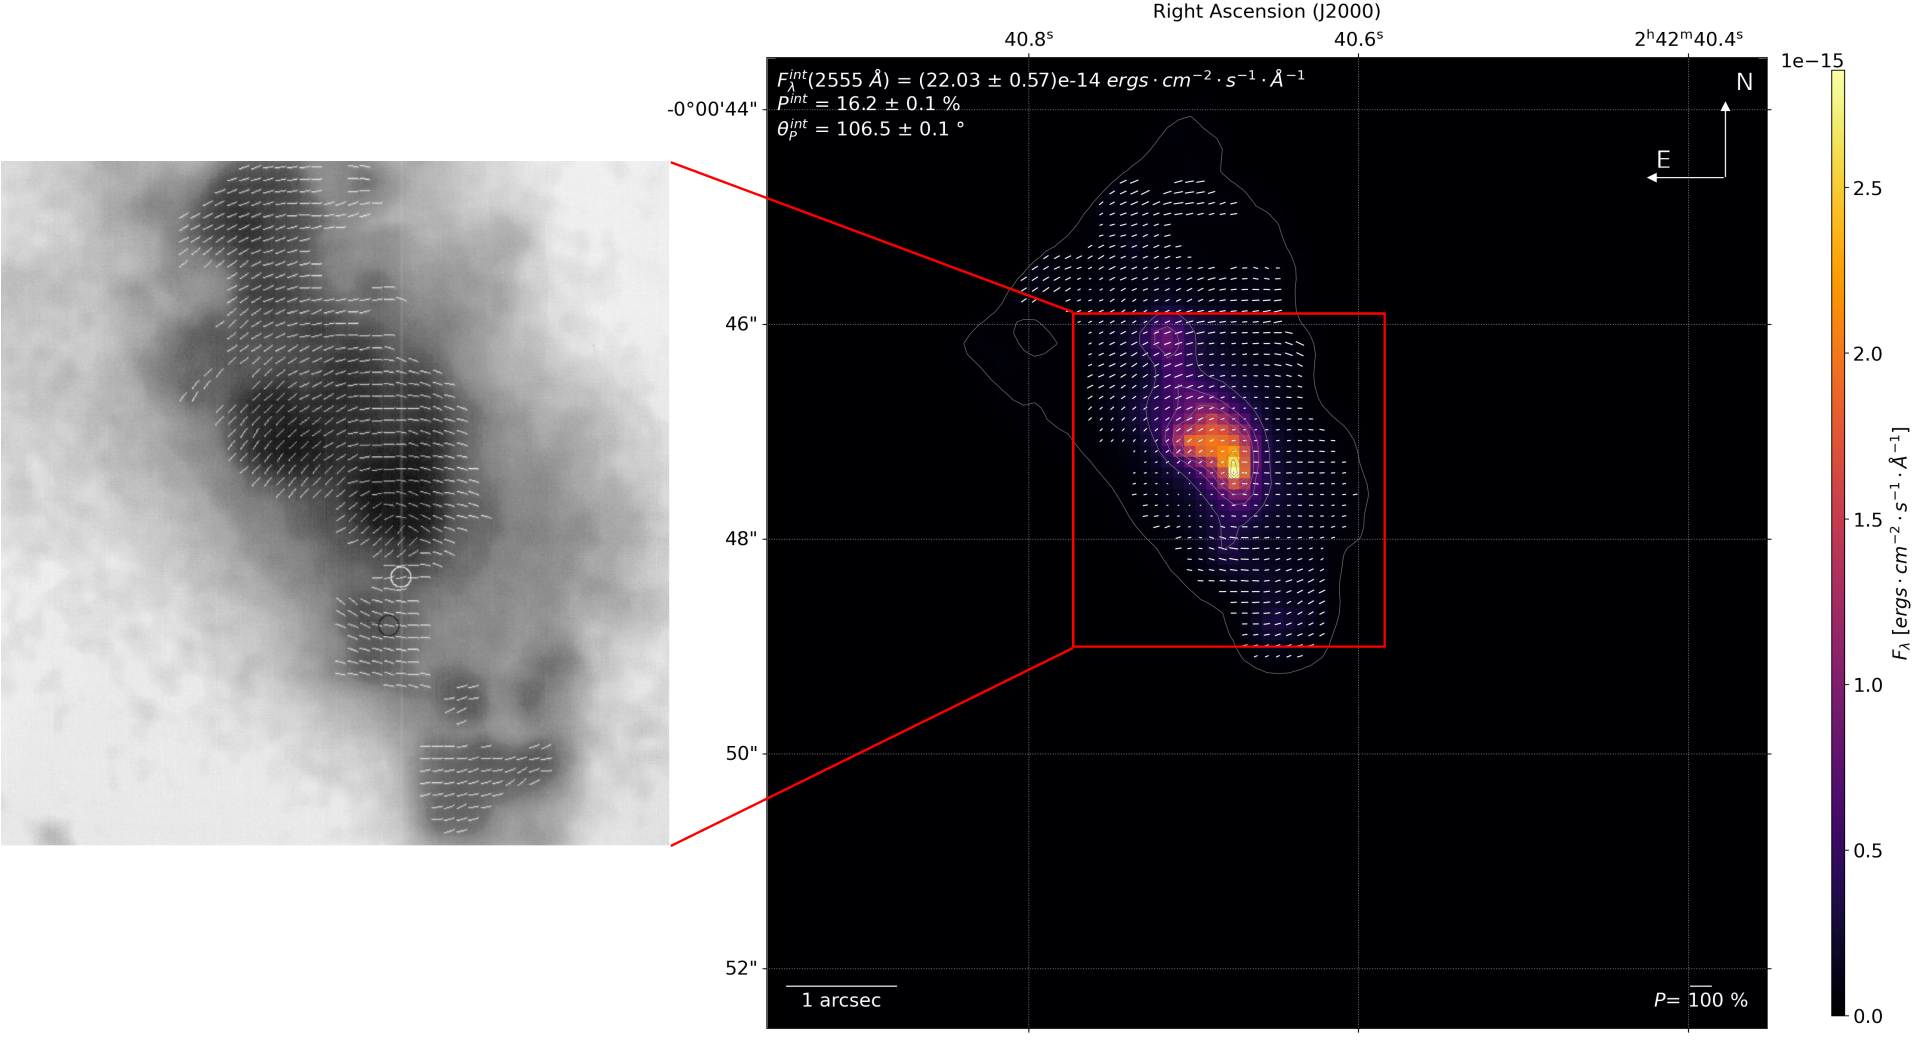 Right Ascension (J2000)
40.8ˢ 40.6ˢ 2ʰ42ᵐ40.4ˢ
1e−15
F_λ^int(2555 Å) = (22.03 ± 0.57)e-14 ergs · cm⁻² · s⁻¹ · Å⁻¹
P^int = 16.2 ± 0.1 %
θ_P^int = 106.5 ± 0.1 °
N
E
-0°00'44"
46"
48"
50"
52"
1 arcsec
P= 100 %
2.5
2.0
1.5
1.0
0.5
0.0
F_λ [ergs · cm⁻² · s⁻¹ · Å⁻¹]